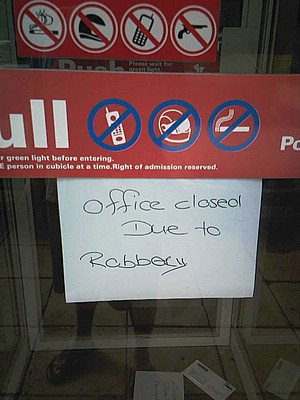 Push
Please wait for
green light.
ull
r green light before entering.
E person in cubicle at a time.Right of admission reserved.
Po
Office closed
Due to
Rabbery